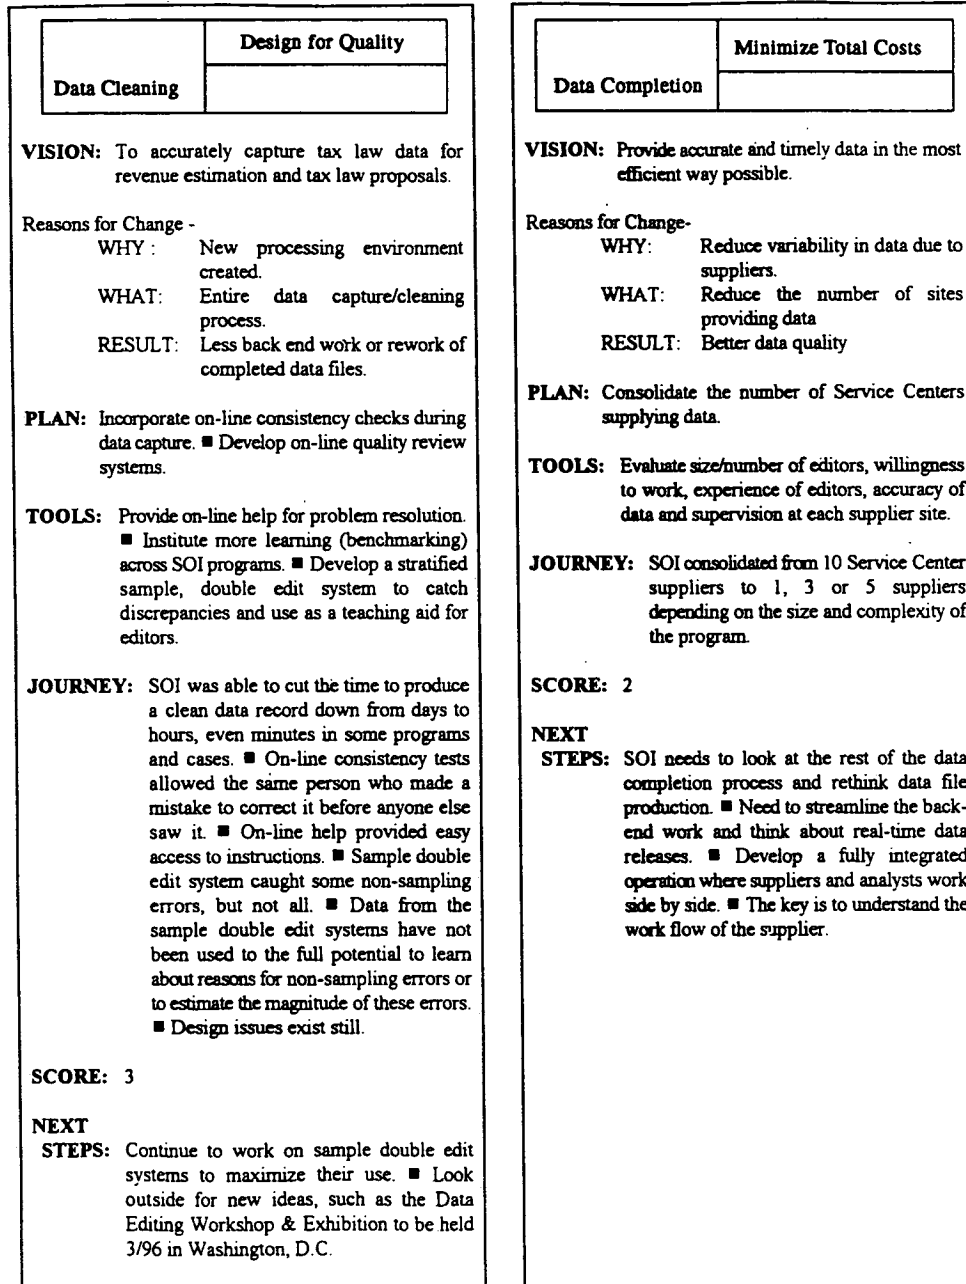 Design for Quality
Data Cleaning
VISION: To accurately capture tax law data for
revenue estimation and tax law proposals.
Reasons for Change -
WHY : New processing environment
created.
WHAT: Entire data capture/cleaning
process.
RESULT: Less back end work or rework of
completed data files.
PLAN: Incorporate on-line consistency checks during
data capture. ■ Develop on-line quality review
systems.
TOOLS: Provide on-line help for problem resolution.
■ Institute more learning (benchmarking)
across SOI programs. ■ Develop a stratified
sample, double edit system to catch
discrepancies and use as a teaching aid for
editors.
JOURNEY: SOI was able to cut the time to produce
a clean data record down from days to
hours, even minutes in some programs
and cases. ■ On-line consistency tests
allowed the same person who made a
mistake to correct it before anyone else
saw it. ■ On-line help provided easy
access to instructions. ■ Sample double
edit system caught some non-sampling
errors, but not all. ■ Data from the
sample double edit systems have not
been used to the full potential to learn
about reasons for non-sampling errors or
to estimate the magnitude of these errors.
■ Design issues exist still.
SCORE: 3
NEXT
STEPS: Continue to work on sample double edit
systems to maximize their use. ■ Look
outside for new ideas, such as the Data
Editing Workshop & Exhibition to be held
3/96 in Washington, D.C.
Minimize Total Costs
Data Completion
VISION: Provide accurate and timely data in the most
efficient way possible.
Reasons for Change-
WHY: Reduce variability in data due to
suppliers.
WHAT: Reduce the number of sites
providing data
RESULT: Better data quality
PLAN: Consolidate the number of Service Centers
supplying data.
TOOLS: Evaluate size/number of editors, willingness
to work, experience of editors, accuracy of
data and supervision at each supplier site.
JOURNEY: SOI consolidated from 10 Service Center
suppliers to 1, 3 or 5 suppliers
depending on the size and complexity of
the program.
SCORE: 2
NEXT
STEPS: SOI needs to look at the rest of the data
completion process and rethink data file
production. ■ Need to streamline the back-
end work and think about real-time data
releases. ■ Develop a fully integrated
operation where suppliers and analysts work
side by side. ■ The key is to understand the
work flow of the supplier.